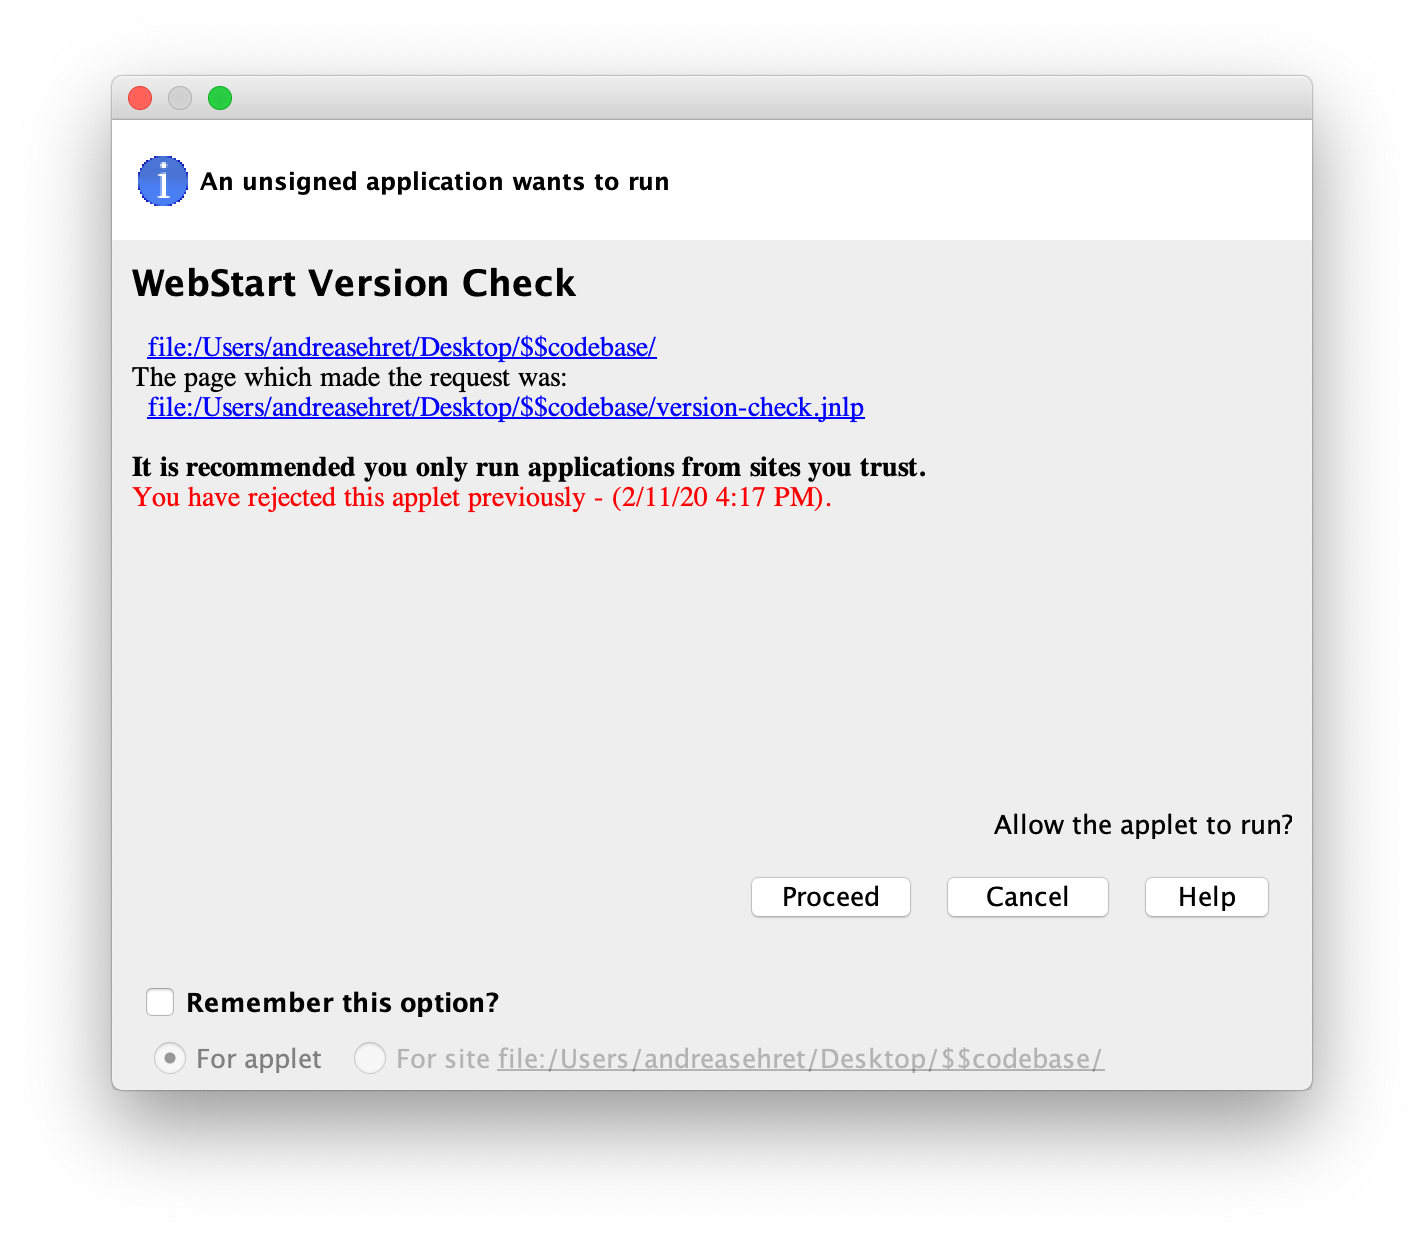 An unsigned application wants to run
WebStart Version Check
file:/Users/andreasehret/Desktop/$$codebase/
The page which made the request was:
file:/Users/andreasehret/Desktop/$$codebase/version-check.jnlp
It is recommended you only run applications from sites you trust.
You have rejected this applet previously - (2/11/20 4:17 PM).
Allow the applet to run?
Proceed Cancel Help
Remember this option?
For applet For site file:/Users/andreasehret/Desktop/$$codebase/